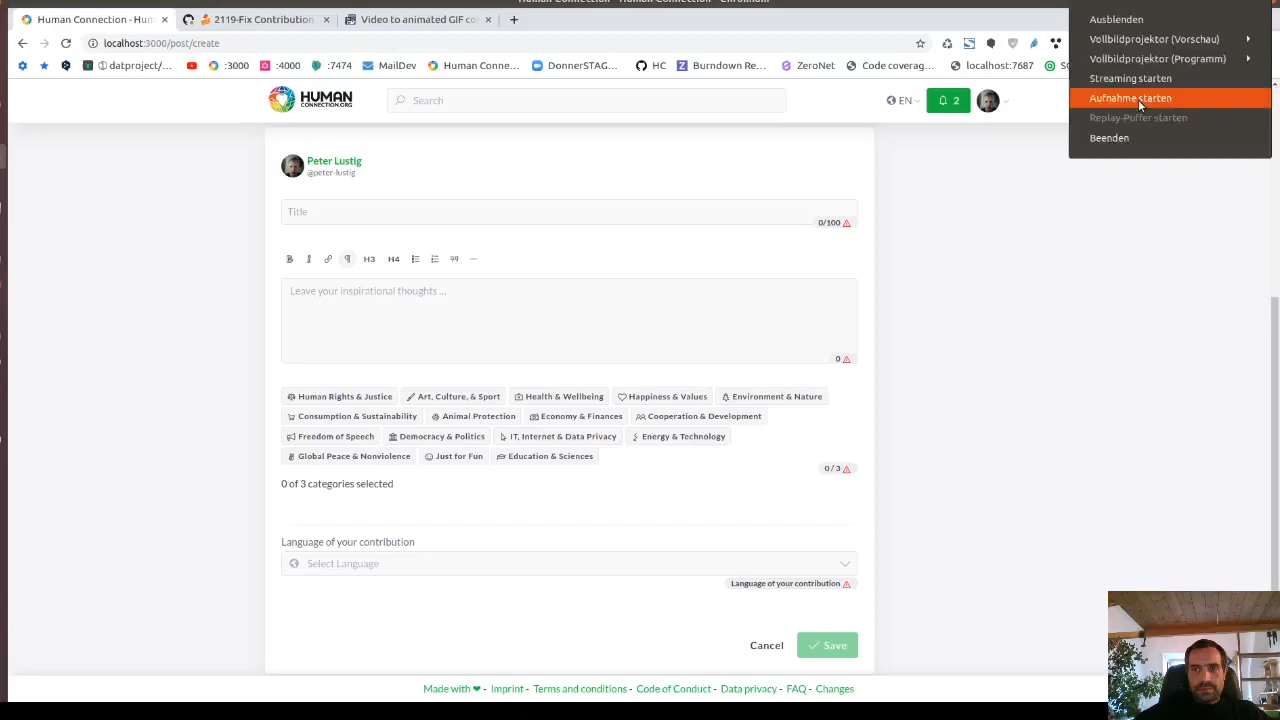 Human Connection - Hum
2119-Fix Contribution
Video to animated GIF co
Ausblenden
Vollbildprojektor (Vorschau)
Vollbildprojektor (Programm)
Streaming starten
Aufnahme starten
Replay-Puffer starten
Beenden
localhost:3000/post/create
datproject/...
:3000
:4000
:7474
MailDev
Human Conne...
DonnerSTAG...
HC
Burndown Re...
ZeroNet
Code coverag...
localhost:7687
HUMAN
CONNECTION.ORG
Search
EN
2
Peter Lustig
@peter-lustig
Title
0/100
B
H3
H4
Leave your inspirational thoughts ...
0
Human Rights & Justice
Art, Culture, & Sport
Health & Wellbeing
Happiness & Values
Environment & Nature
Consumption & Sustainability
Animal Protection
Economy & Finances
Cooperation & Development
Freedom of Speech
Democracy & Politics
IT, Internet & Data Privacy
Energy & Technology
Global Peace & Nonviolence
Just for Fun
Education & Sciences
0 / 3
0 of 3 categories selected
Language of your contribution
Select Language
Language of your contribution
Cancel
Save
Made with ❤ - Imprint - Terms and conditions - Code of Conduct - Data privacy - FAQ - Changes